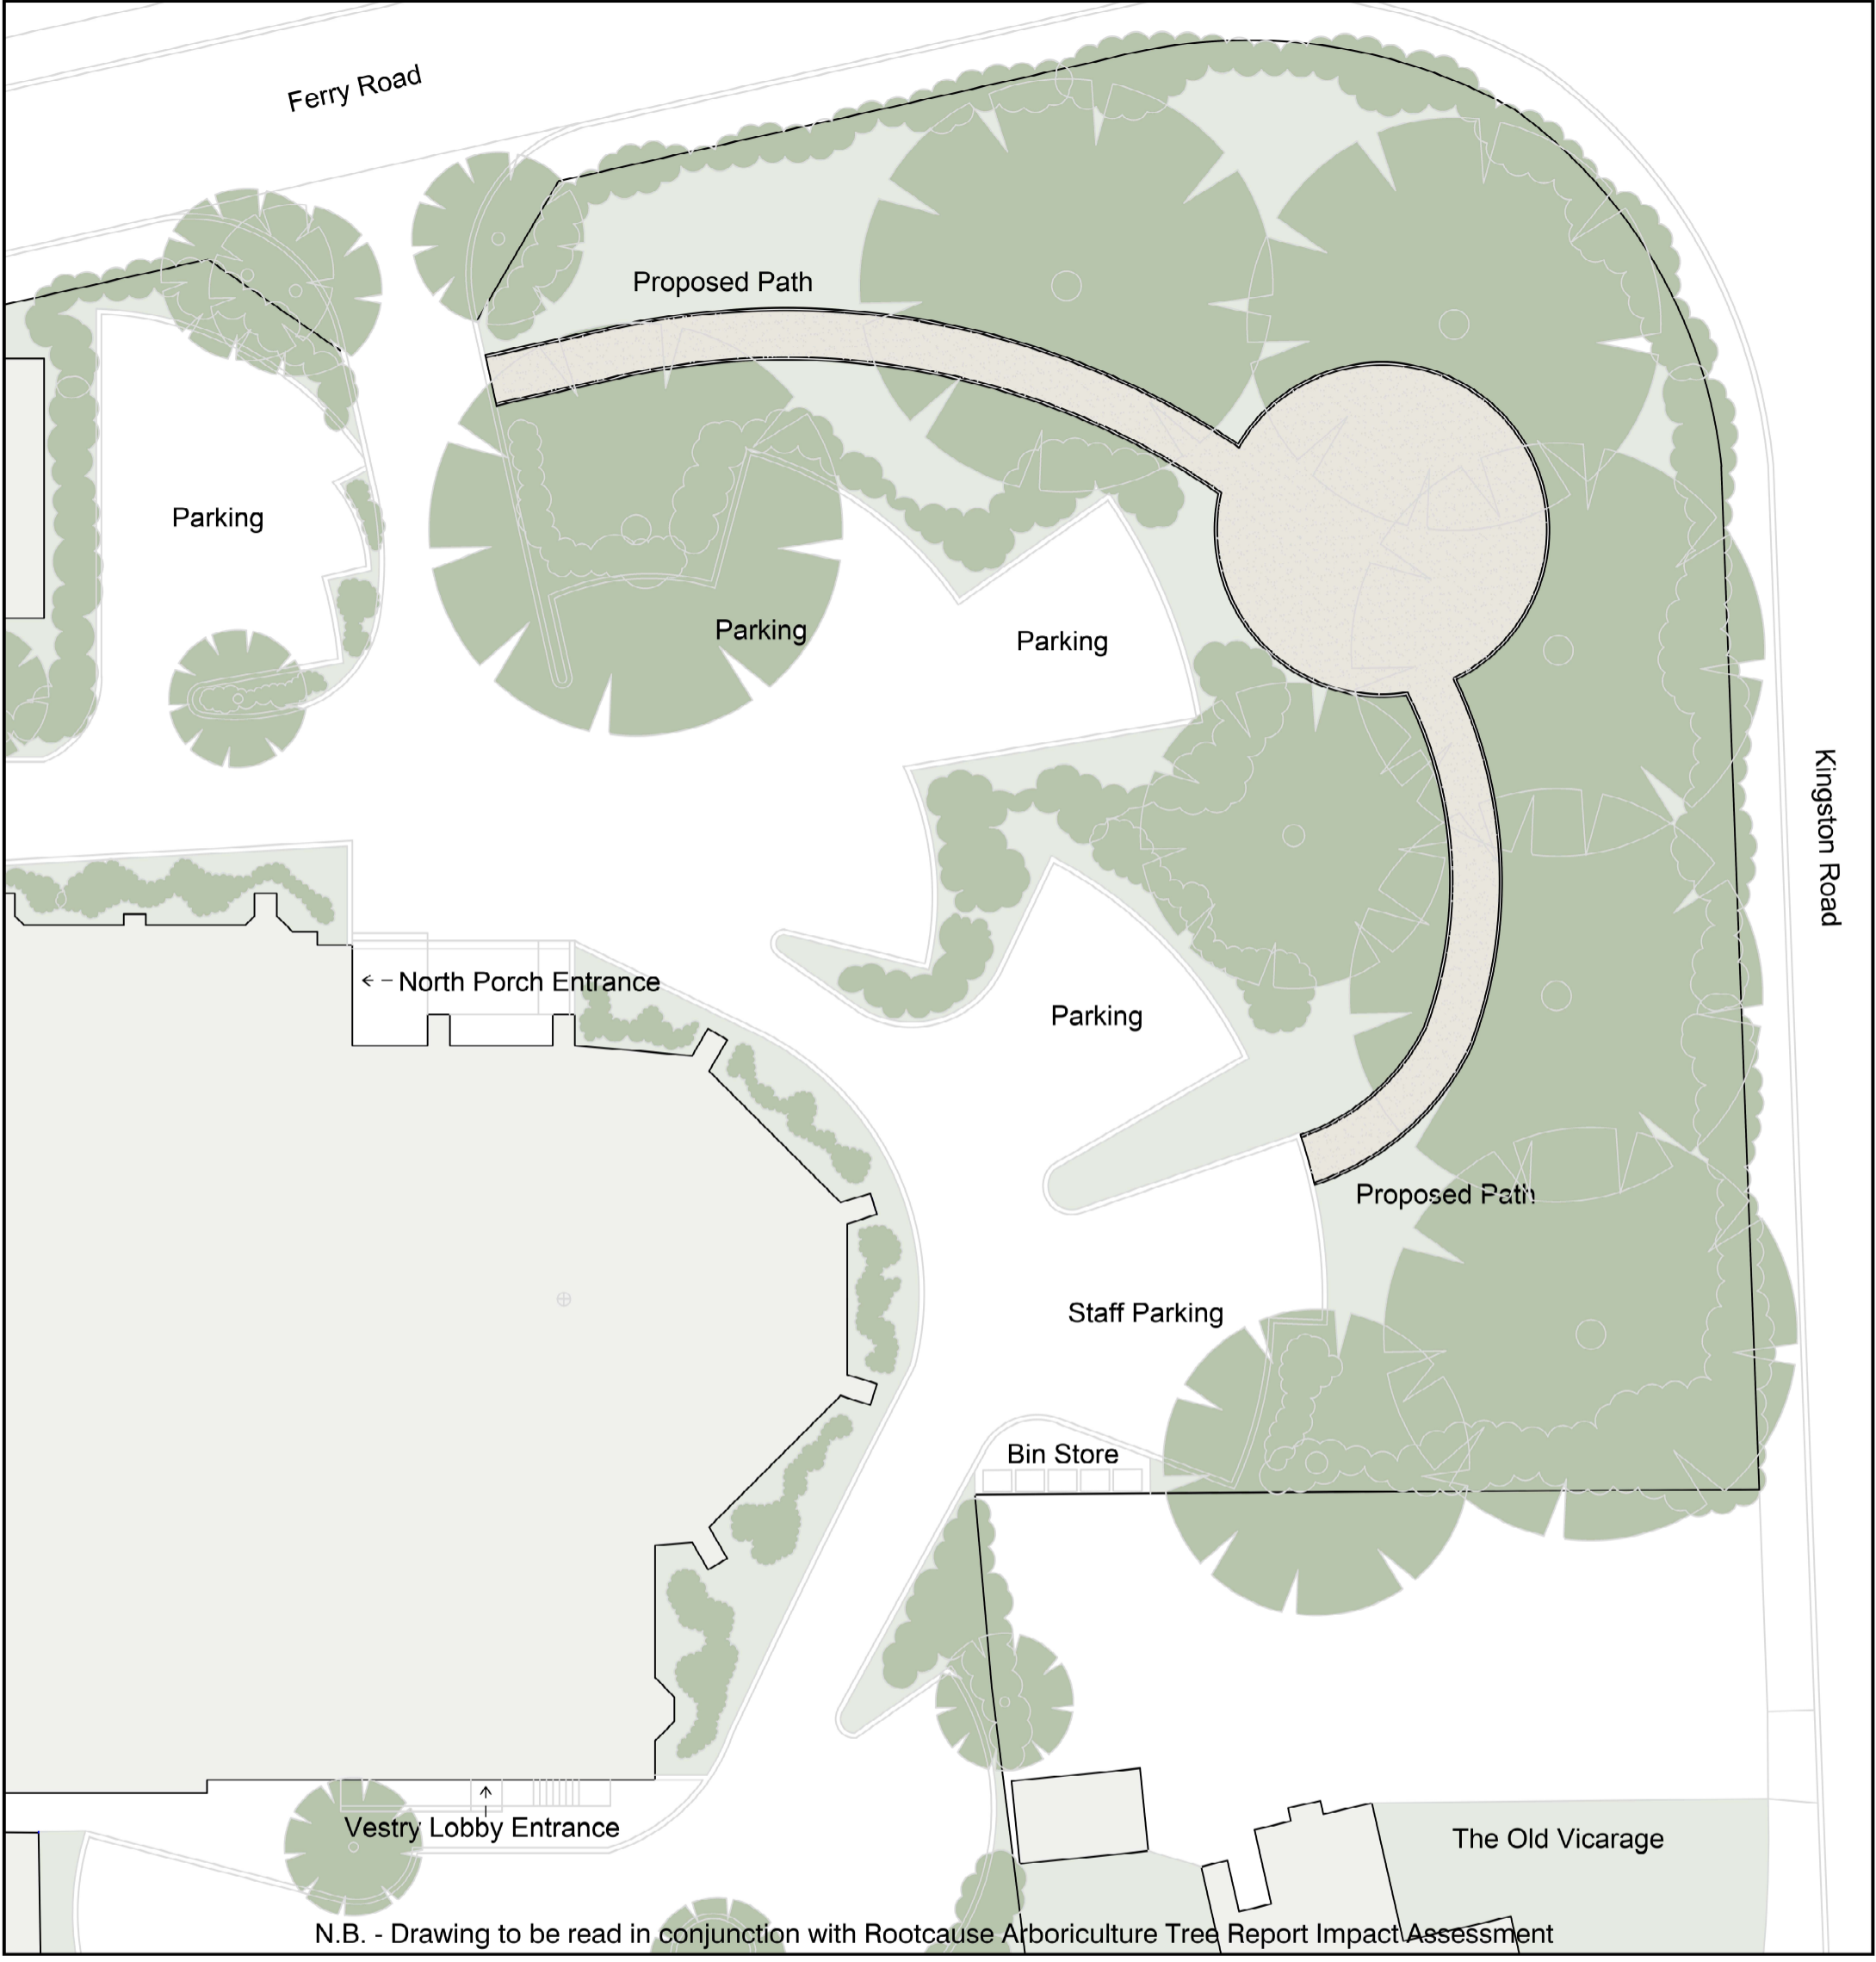 Ferry Road
Proposed Path
Parking
Parking
Parking
Kingston Road
North Porch Entrance
Parking
Proposed Path
Staff Parking
Bin Store
Vestry Lobby Entrance
The Old Vicarage
N.B. - Drawing to be read in conjunction with Rootcause Arboriculture Tree Report Impact Assessment